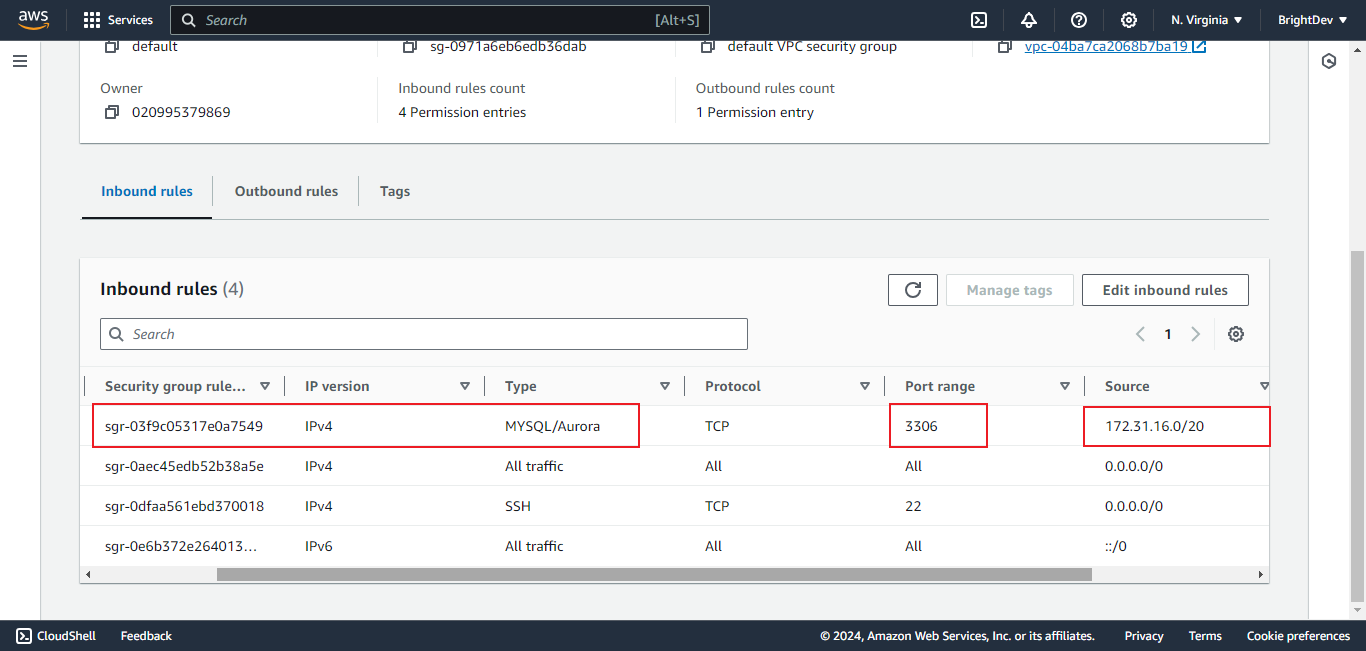 aws Services Search [Alt+S] N. Virginia BrightDev
default sg-0971a6eb6edb36dab default VPC security group vpc-04ba7ca2068b7ba19
Owner Inbound rules count Outbound rules count
020995379869 4 Permission entries 1 Permission entry
Inbound rules Outbound rules Tags
Inbound rules (4) Manage tags Edit inbound rules
Search 1
Security group rule... IP version Type Protocol Port range Source
sgr-03f9c05317e0a7549 IPv4 MYSQL/Aurora TCP 3306 172.31.16.0/20
sgr-0aec45edb52b38a5e IPv4 All traffic All All 0.0.0.0/0
sgr-0dfaa561ebd370018 IPv4 SSH TCP 22 0.0.0.0/0
sgr-0e6b372e264013... IPv6 All traffic All All ::/0
CloudShell Feedback © 2024, Amazon Web Services, Inc. or its affiliates. Privacy Terms Cookie preferences